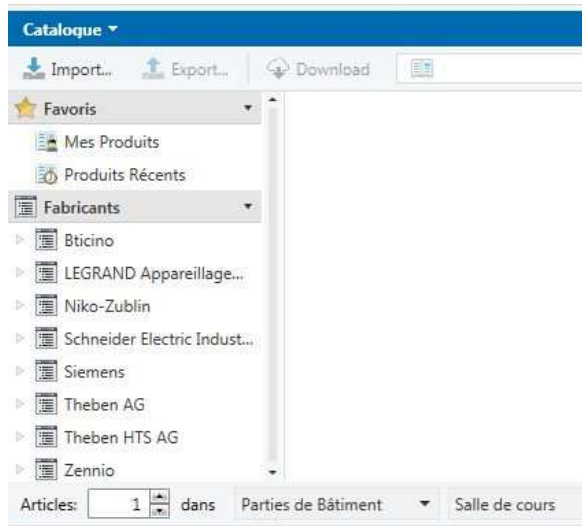 Catalogue
Import... Export... Download
Favoris
Mes Produits
Produits Récents
Fabricants
Bticino
LEGRAND Appareillage...
Niko-Zublin
Schneider Electric Indust...
Siemens
Theben AG
Theben HTS AG
Zennio
Articles: 1 dans Parties de Bâtiment Salle de cours